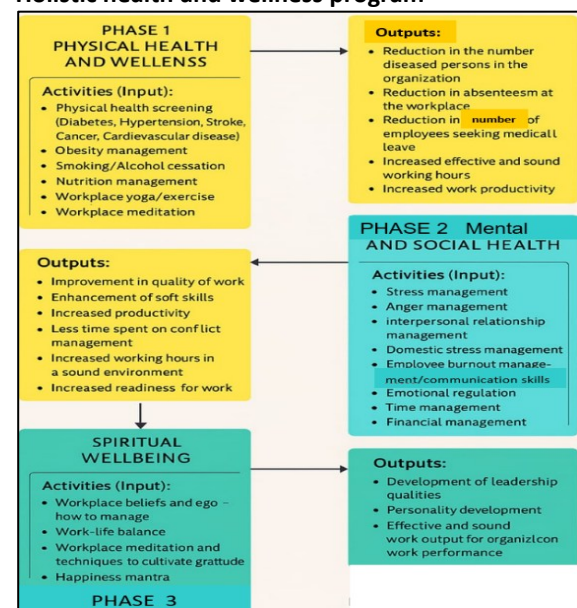 Holistic health and wellness program
PHASE 1
PHYSICAL HEALTH
AND WELLENSS
Activities (Input):
• Physical health screening
(Diabetes, Hypertension, Stroke,
Cancer, Cardievascular disease)
• Obesity management
• Smoking/Alcohol cessation
• Nutrition management
• Workplace yoga/exercise
• Workplace meditation
Outputs:
• Reduction in the number
diseased persons in the
organization
• Reduction in absenteesm at
the workplace
• Reduction in number of
employees seeking medicall
leave
• Increased effective and sound
working hours
• Increased work productivity
PHASE 2 Mental
AND SOCIAL HEALTH
Activities (Input):
• Stress management
• Anger management
• interpersonal relationship
management
• Domestic stress management
• Employee burnout manage-
ment/communication skills
• Emotional regulation
• Time management
• Financial management
Outputs:
• Improvement in quality of work
• Enhancement of soft skills
• Increased productivity
• Less time spent on conflict
management
• Increased working hours in
a sound environment
• Increased readiness for work
SPIRITUAL
WELLBEING
Activities (Input):
• Workplace beliefs and ego –
how to manage
• Work-life balance
• Workplace meditation and
techniques to cultivate grattude
• Happiness mantra
PHASE 3
Outputs:
• Development of leadership
qualities
• Personality development
• Effective and sound
work output for organizlcon
work performance